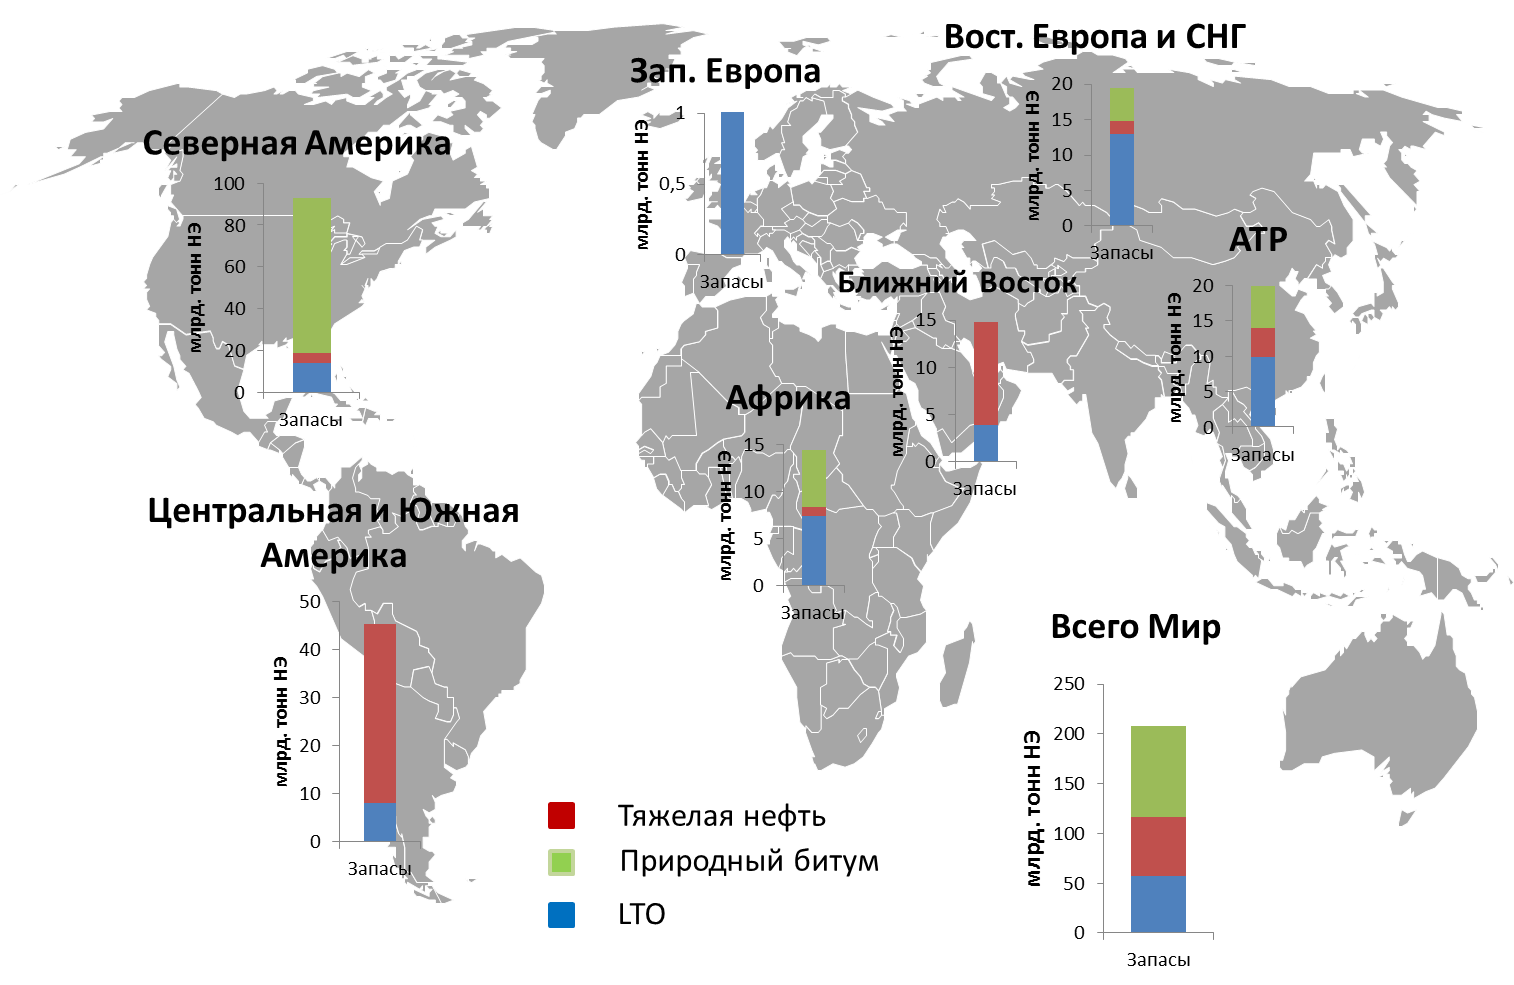 Вост. Европа и СНГ
млрд. тонн НЭ
20
15
10
5
0
Запасы
Зап. Европа
млрд. тонн НЭ
1
0,5
0
Запасы
Северная Америка
млрд. тонн НЭ
100
80
60
40
20
0
Запасы
АТР
млрд. тонн НЭ
20
15
10
5
0
Запасы
Ближний Восток
млрд. тонн НЭ
15
10
5
0
Запасы
Африка
млрд. тонн НЭ
15
10
5
0
Запасы
Центральная и Южная
Америка
млрд. тонн НЭ
50
40
30
20
10
0
Запасы
Всего Мир
млрд. тонн НЭ
250
200
150
100
50
0
Запасы
Тяжелая нефть
Природный битум
LTO